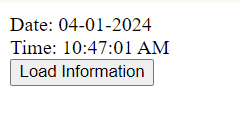 Date: 04-01-2024
Time: 10:47:01 AM
Load Information